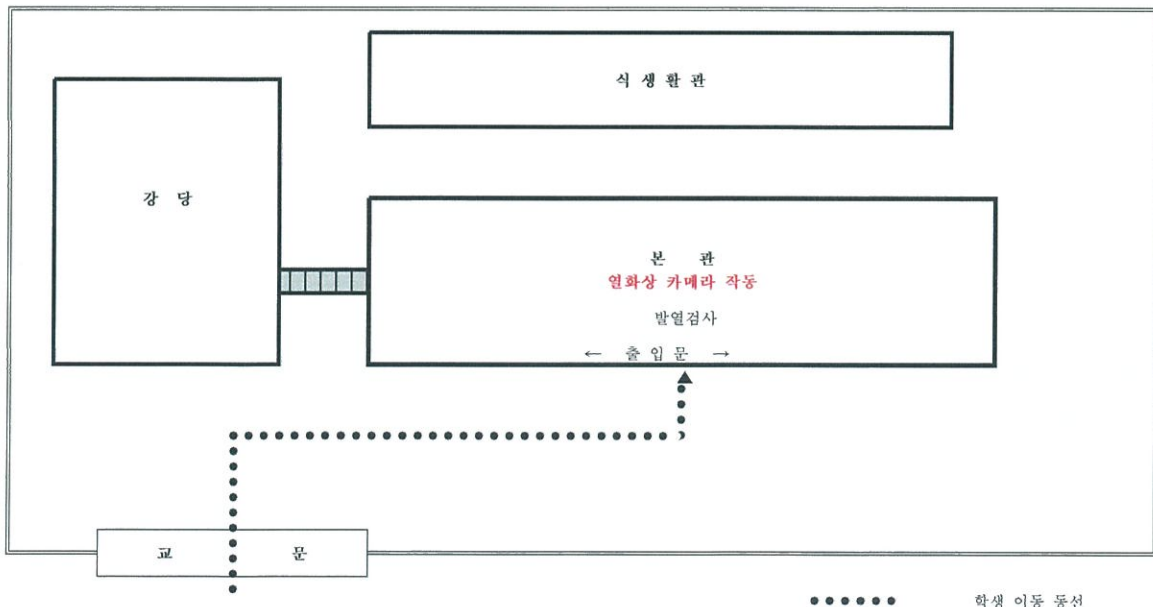 식 생 활 관
강 당
본 관
열화상 카메라 작동
발열검사
← 출 입 문 →
교 문
학생 이동 동선